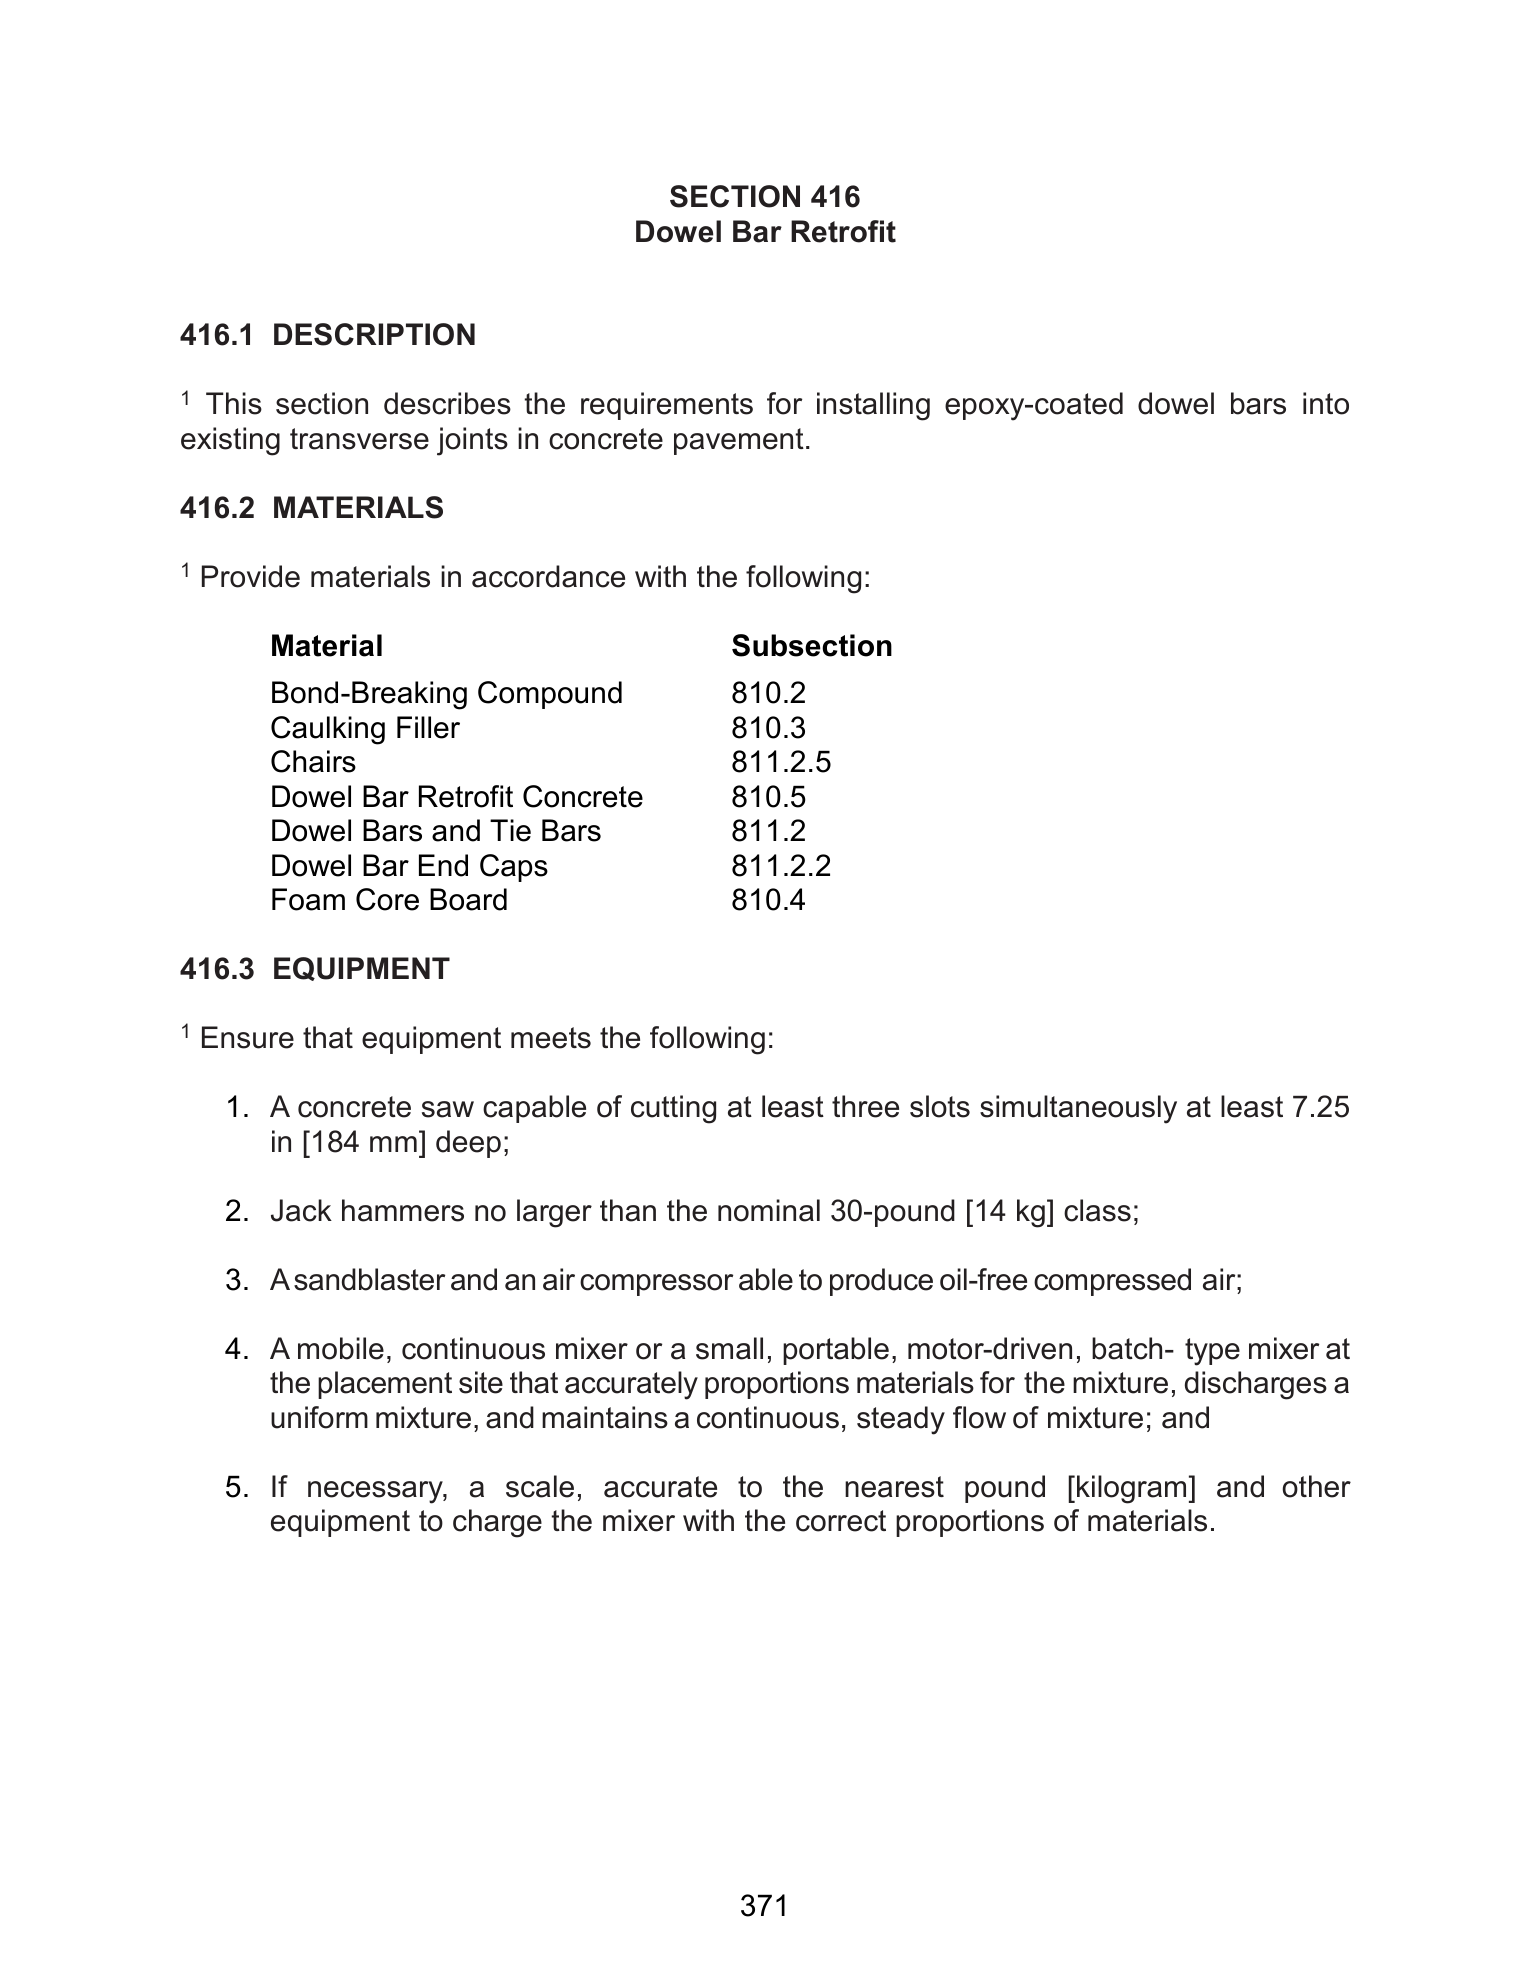 SECTION 416
Dowel Bar Retrofit
416.1 DESCRIPTION
1 This section describes the requirements for installing epoxy-coated dowel bars into
existing transverse joints in concrete pavement.
416.2 MATERIALS
1 Provide materials in accordance with the following:
Material Subsection
Bond-Breaking Compound 810.2
Caulking Filler 810.3
Chairs 811.2.5
Dowel Bar Retrofit Concrete 810.5
Dowel Bars and Tie Bars 811.2
Dowel Bar End Caps 811.2.2
Foam Core Board 810.4
416.3 EQUIPMENT
1 Ensure that equipment meets the following:
1. A concrete saw capable of cutting at least three slots simultaneously at least 7.25
in [184 mm] deep;
2. Jack hammers no larger than the nominal 30-pound [14 kg] class;
3. A sandblaster and an air compressor able to produce oil-free compressed air;
4. A mobile, continuous mixer or a small, portable, motor-driven, batch- type mixer at
the placement site that accurately proportions materials for the mixture, discharges a
uniform mixture, and maintains a continuous, steady flow of mixture; and
5. If necessary, a scale, accurate to the nearest pound [kilogram] and other
equipment to charge the mixer with the correct proportions of materials.
371